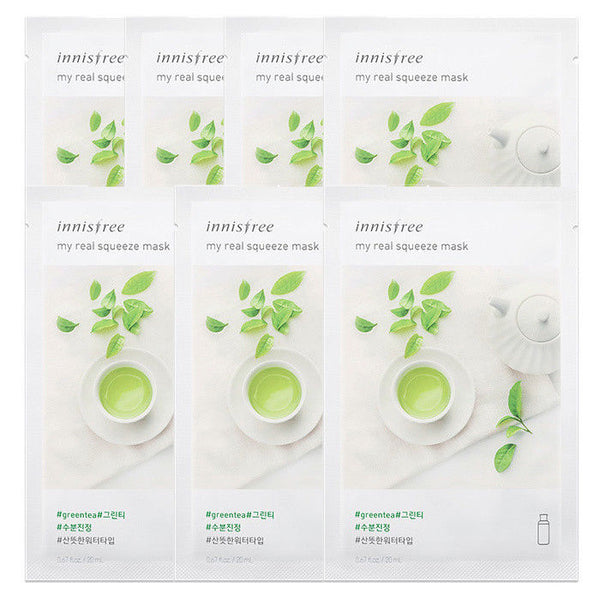 innisfree
my real squeeze mask
innisfree
my real squeeze mask
innisfree
my real squeeze mask
innisfree
my real squeeze mask
innisfree
my real squeeze mask
#greentea#그린티
#수분진정
#산뜻한워터타입
0.67 fl.oz. / 20 mL
innisfree
my real squeeze mask
#greentea#그린티
#수분진정
#산뜻한워터타입
0.67 fl.oz. / 20 mL
innisfree
my real squeeze mask
#greentea#그린티
#수분진정
#산뜻한워터타입
0.67 fl.oz. / 20 mL